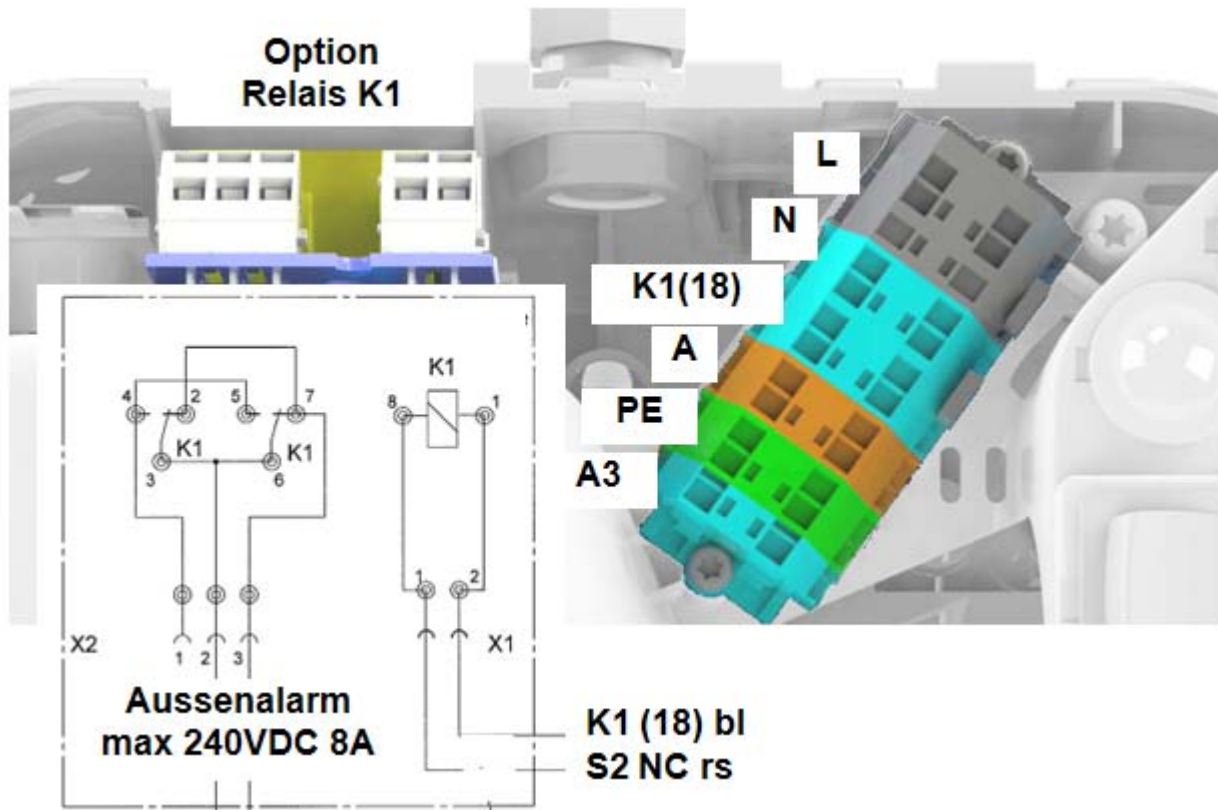 Option
Relais K1
L
N
K1(18)
A
PE
A3
K1
4 2 5 7
8 1
K1 K1
3 6
1 2
X2 X1
1 2 3
Aussenalarm
max 240VDC 8A
K1 (18) bl
S2 NC rs